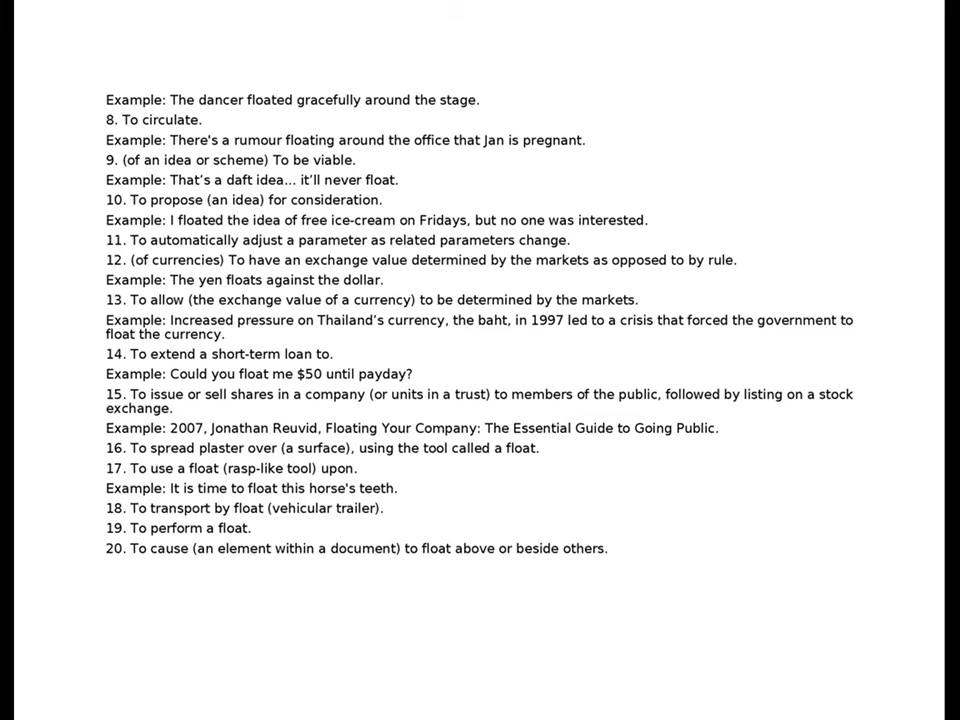 Example: The dancer floated gracefully around the stage.
8. To circulate.
Example: There's a rumour floating around the office that Jan is pregnant.
9. (of an idea or scheme) To be viable.
Example: That’s a daft idea... it’ll never float.
10. To propose (an idea) for consideration.
Example: I floated the idea of free ice-cream on Fridays, but no one was interested.
11. To automatically adjust a parameter as related parameters change.
12. (of currencies) To have an exchange value determined by the markets as opposed to by rule.
Example: The yen floats against the dollar.
13. To allow (the exchange value of a currency) to be determined by the markets.
Example: Increased pressure on Thailand’s currency, the baht, in 1997 led to a crisis that forced the government to
float the currency.
14. To extend a short-term loan to.
Example: Could you float me $50 until payday?
15. To issue or sell shares in a company (or units in a trust) to members of the public, followed by listing on a stock
exchange.
Example: 2007, Jonathan Reuvid, Floating Your Company: The Essential Guide to Going Public.
16. To spread plaster over (a surface), using the tool called a float.
17. To use a float (rasp-like tool) upon.
Example: It is time to float this horse's teeth.
18. To transport by float (vehicular trailer).
19. To perform a float.
20. To cause (an element within a document) to float above or beside others.